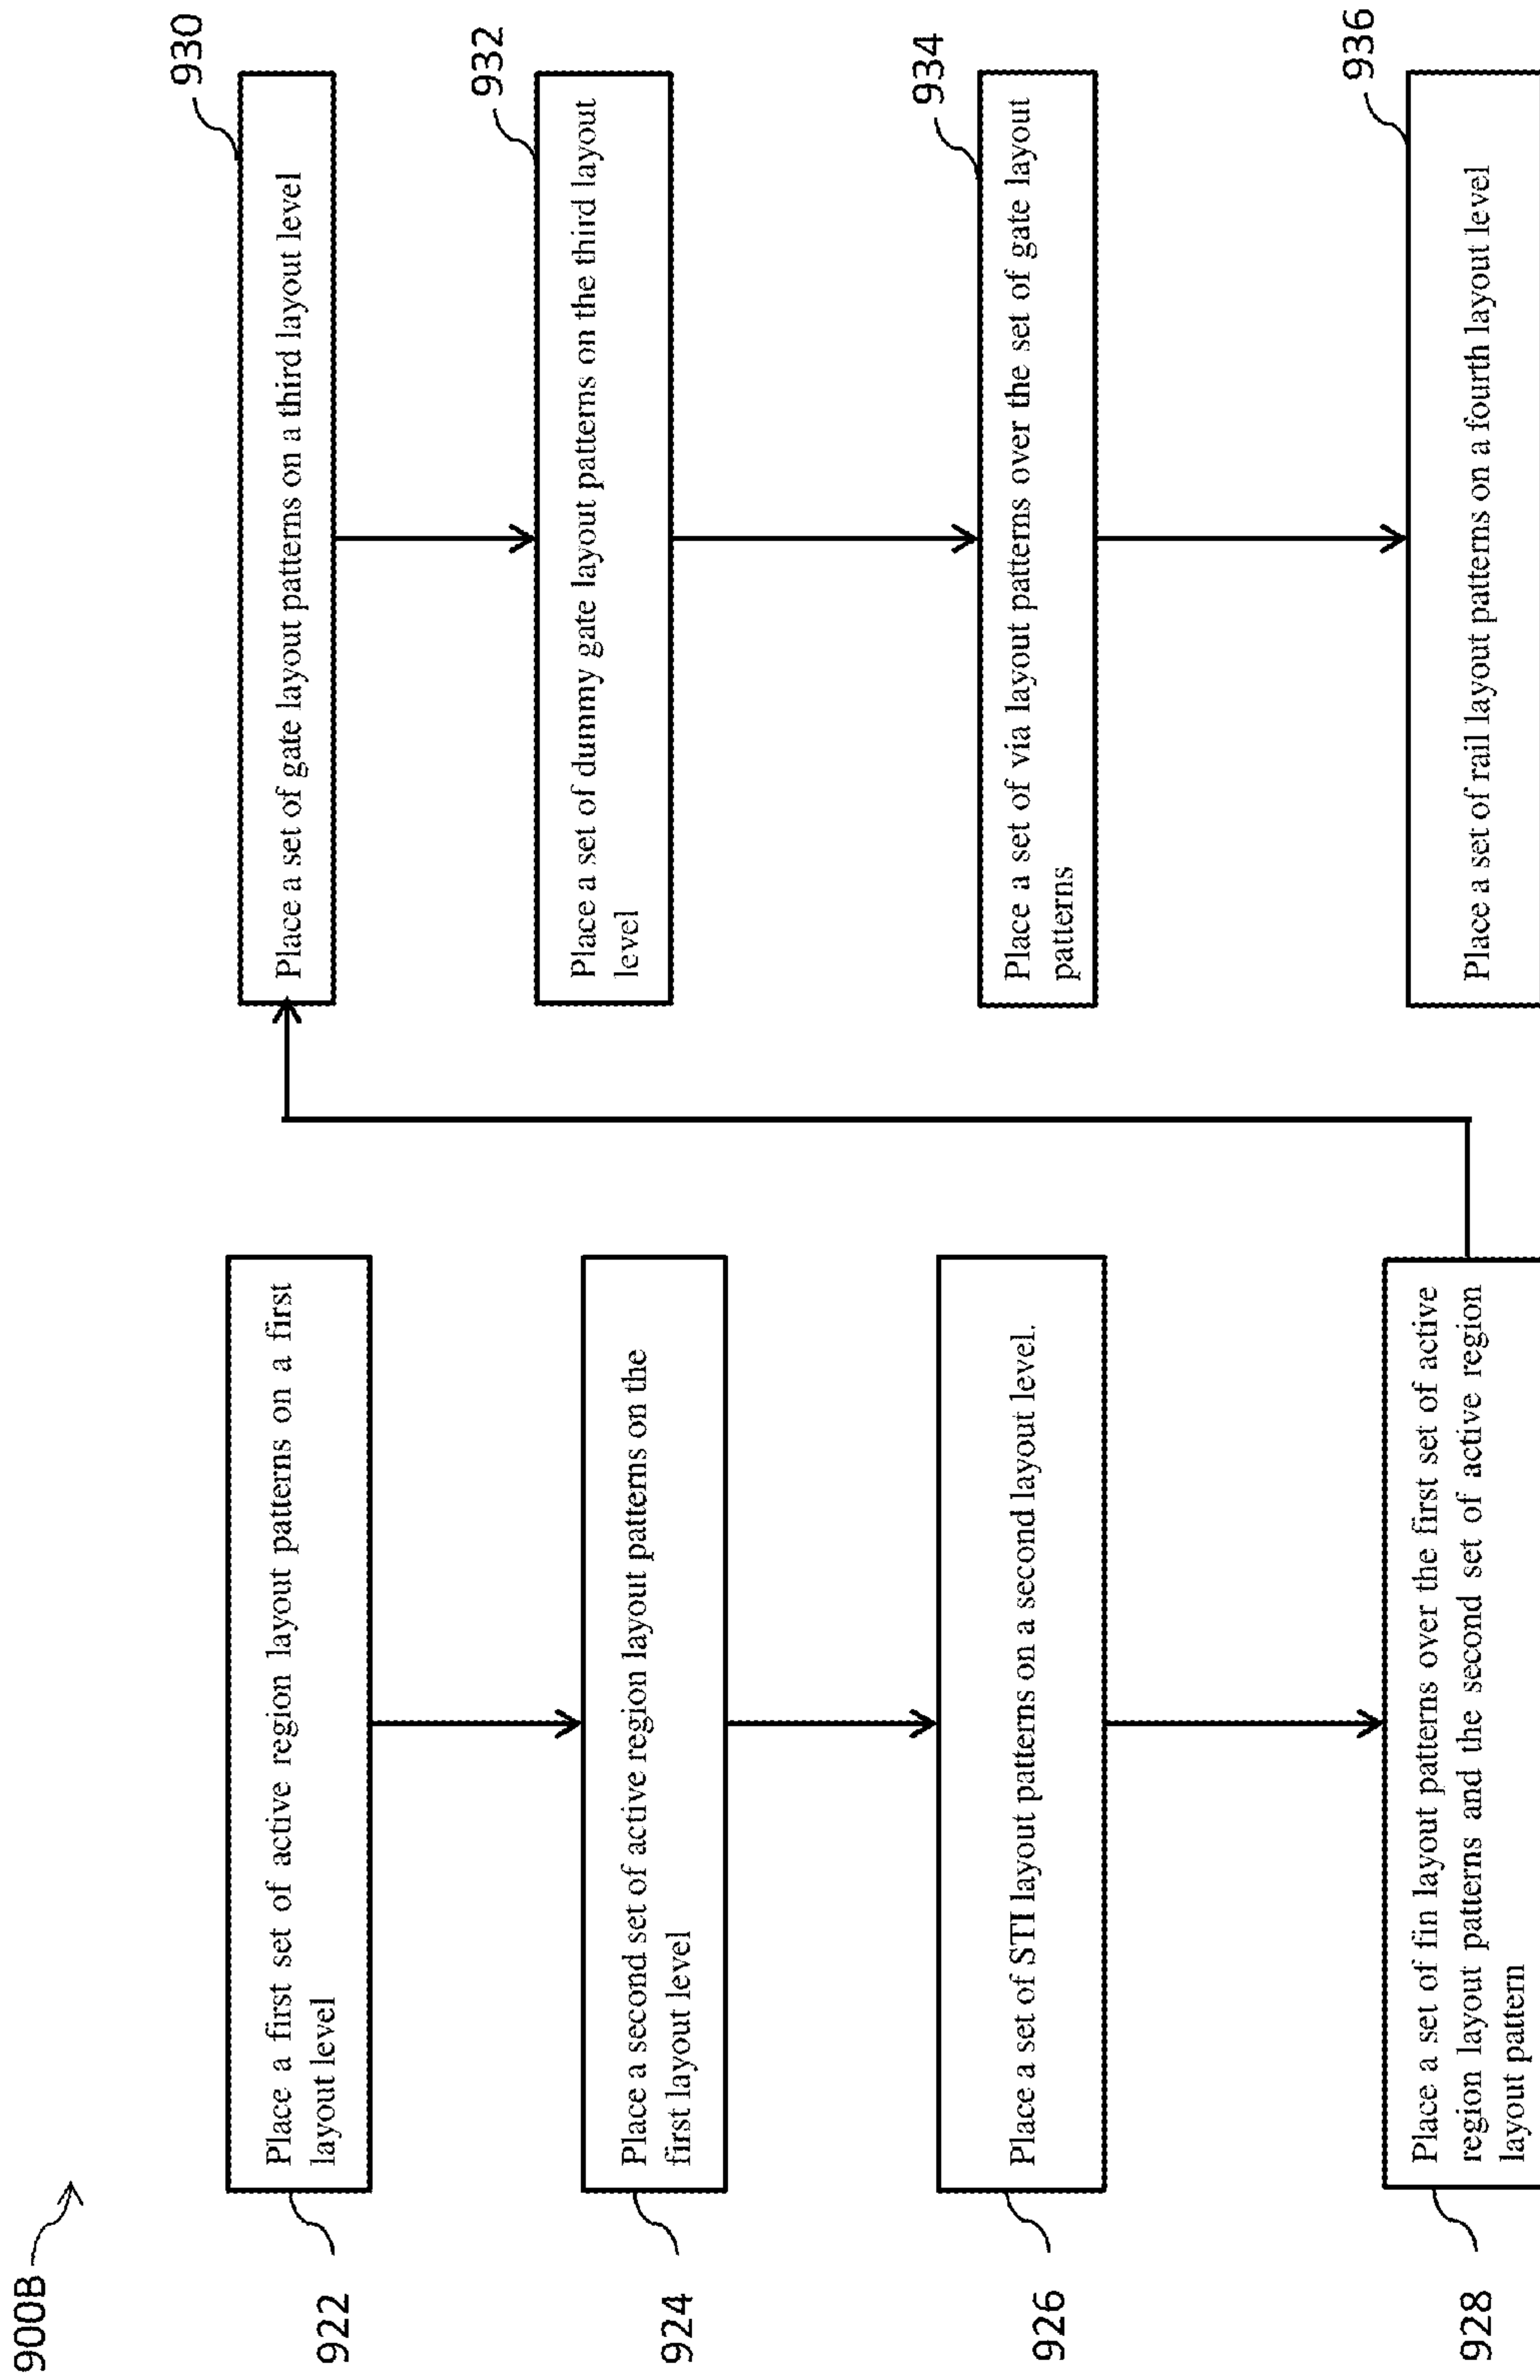 900B
922
Place a first set of active region layout patterns on a first
layout level
924
Place a second set of active region layout patterns on the
first layout level
926
Place a set of STI layout patterns on a second layout level.
928
Place a set of fin layout patterns over the first set of active
region layout patterns and the second set of active region
layout pattern
930
Place a set of gate layout patterns on a third layout level
932
Place a set of dummy gate layout patterns on the third layout
level
934
Place a set of via layout patterns over the set of gate layout
patterns
936
Place a set of rail layout patterns on a fourth layout level